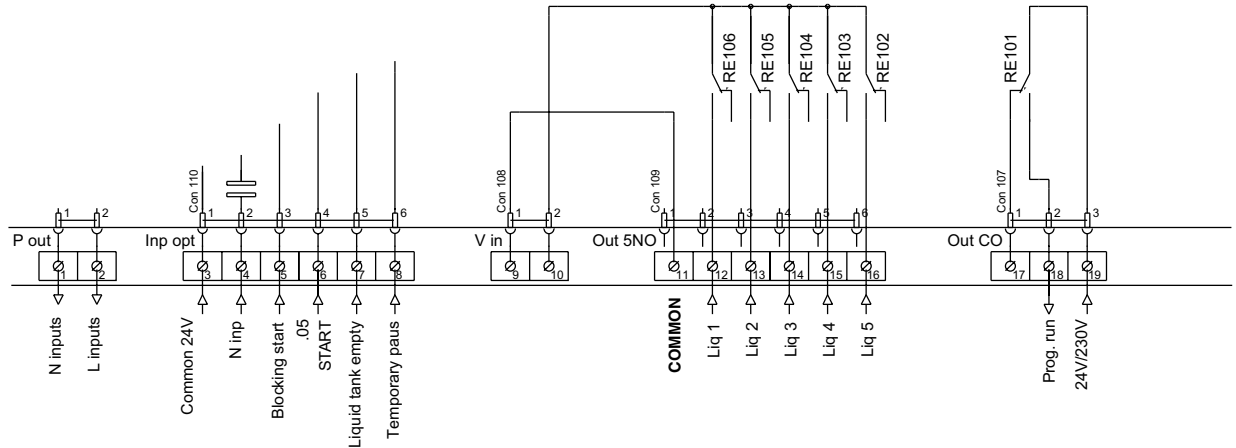 RE106
RE105
RE104
RE103
RE102
RE101
Con 110
Con 108
Con 109
Con 107
1 2
1 2 3 4 5 6
1 2
1 2 3 4 5 6
1 2 3
P out
Inp opt
V in
Out 5NO
Out CO
1 2
3 4 5 6 7 8
9 10
11 12 13 14 15 16
17 18 19
N inputs
L inputs
Common 24V
N inp
Blocking start
.05
START
Liquid tank empty
Temporary paus
COMMON
Liq 1
Liq 2
Liq 3
Liq 4
Liq 5
Prog. run
24V/230V